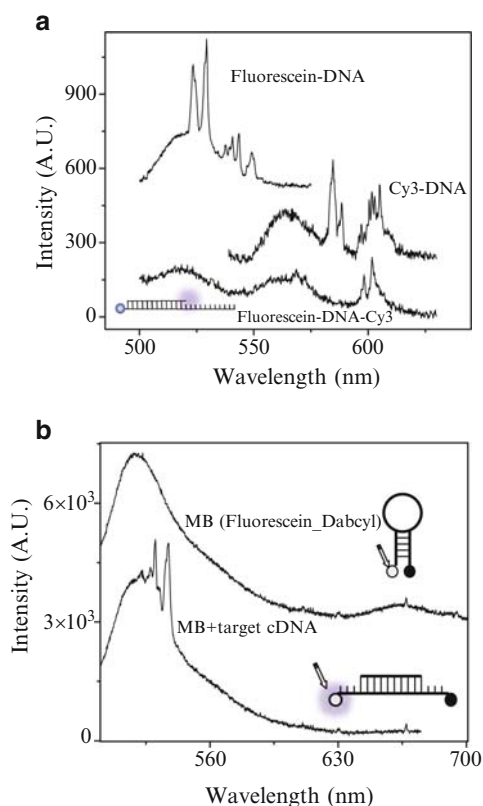 a
Fluorescein-DNA
Cy3-DNA
Fluorescein-DNA-Cy3
Intensity (A.U.)
900
600
300
0
500
550
600
Wavelength (nm)
b
MB (Fluorescein_Dabcyl)
MB+target cDNA
Intensity (A.U.)
6×10³
3×10³
0
560
630
700
Wavelength (nm)